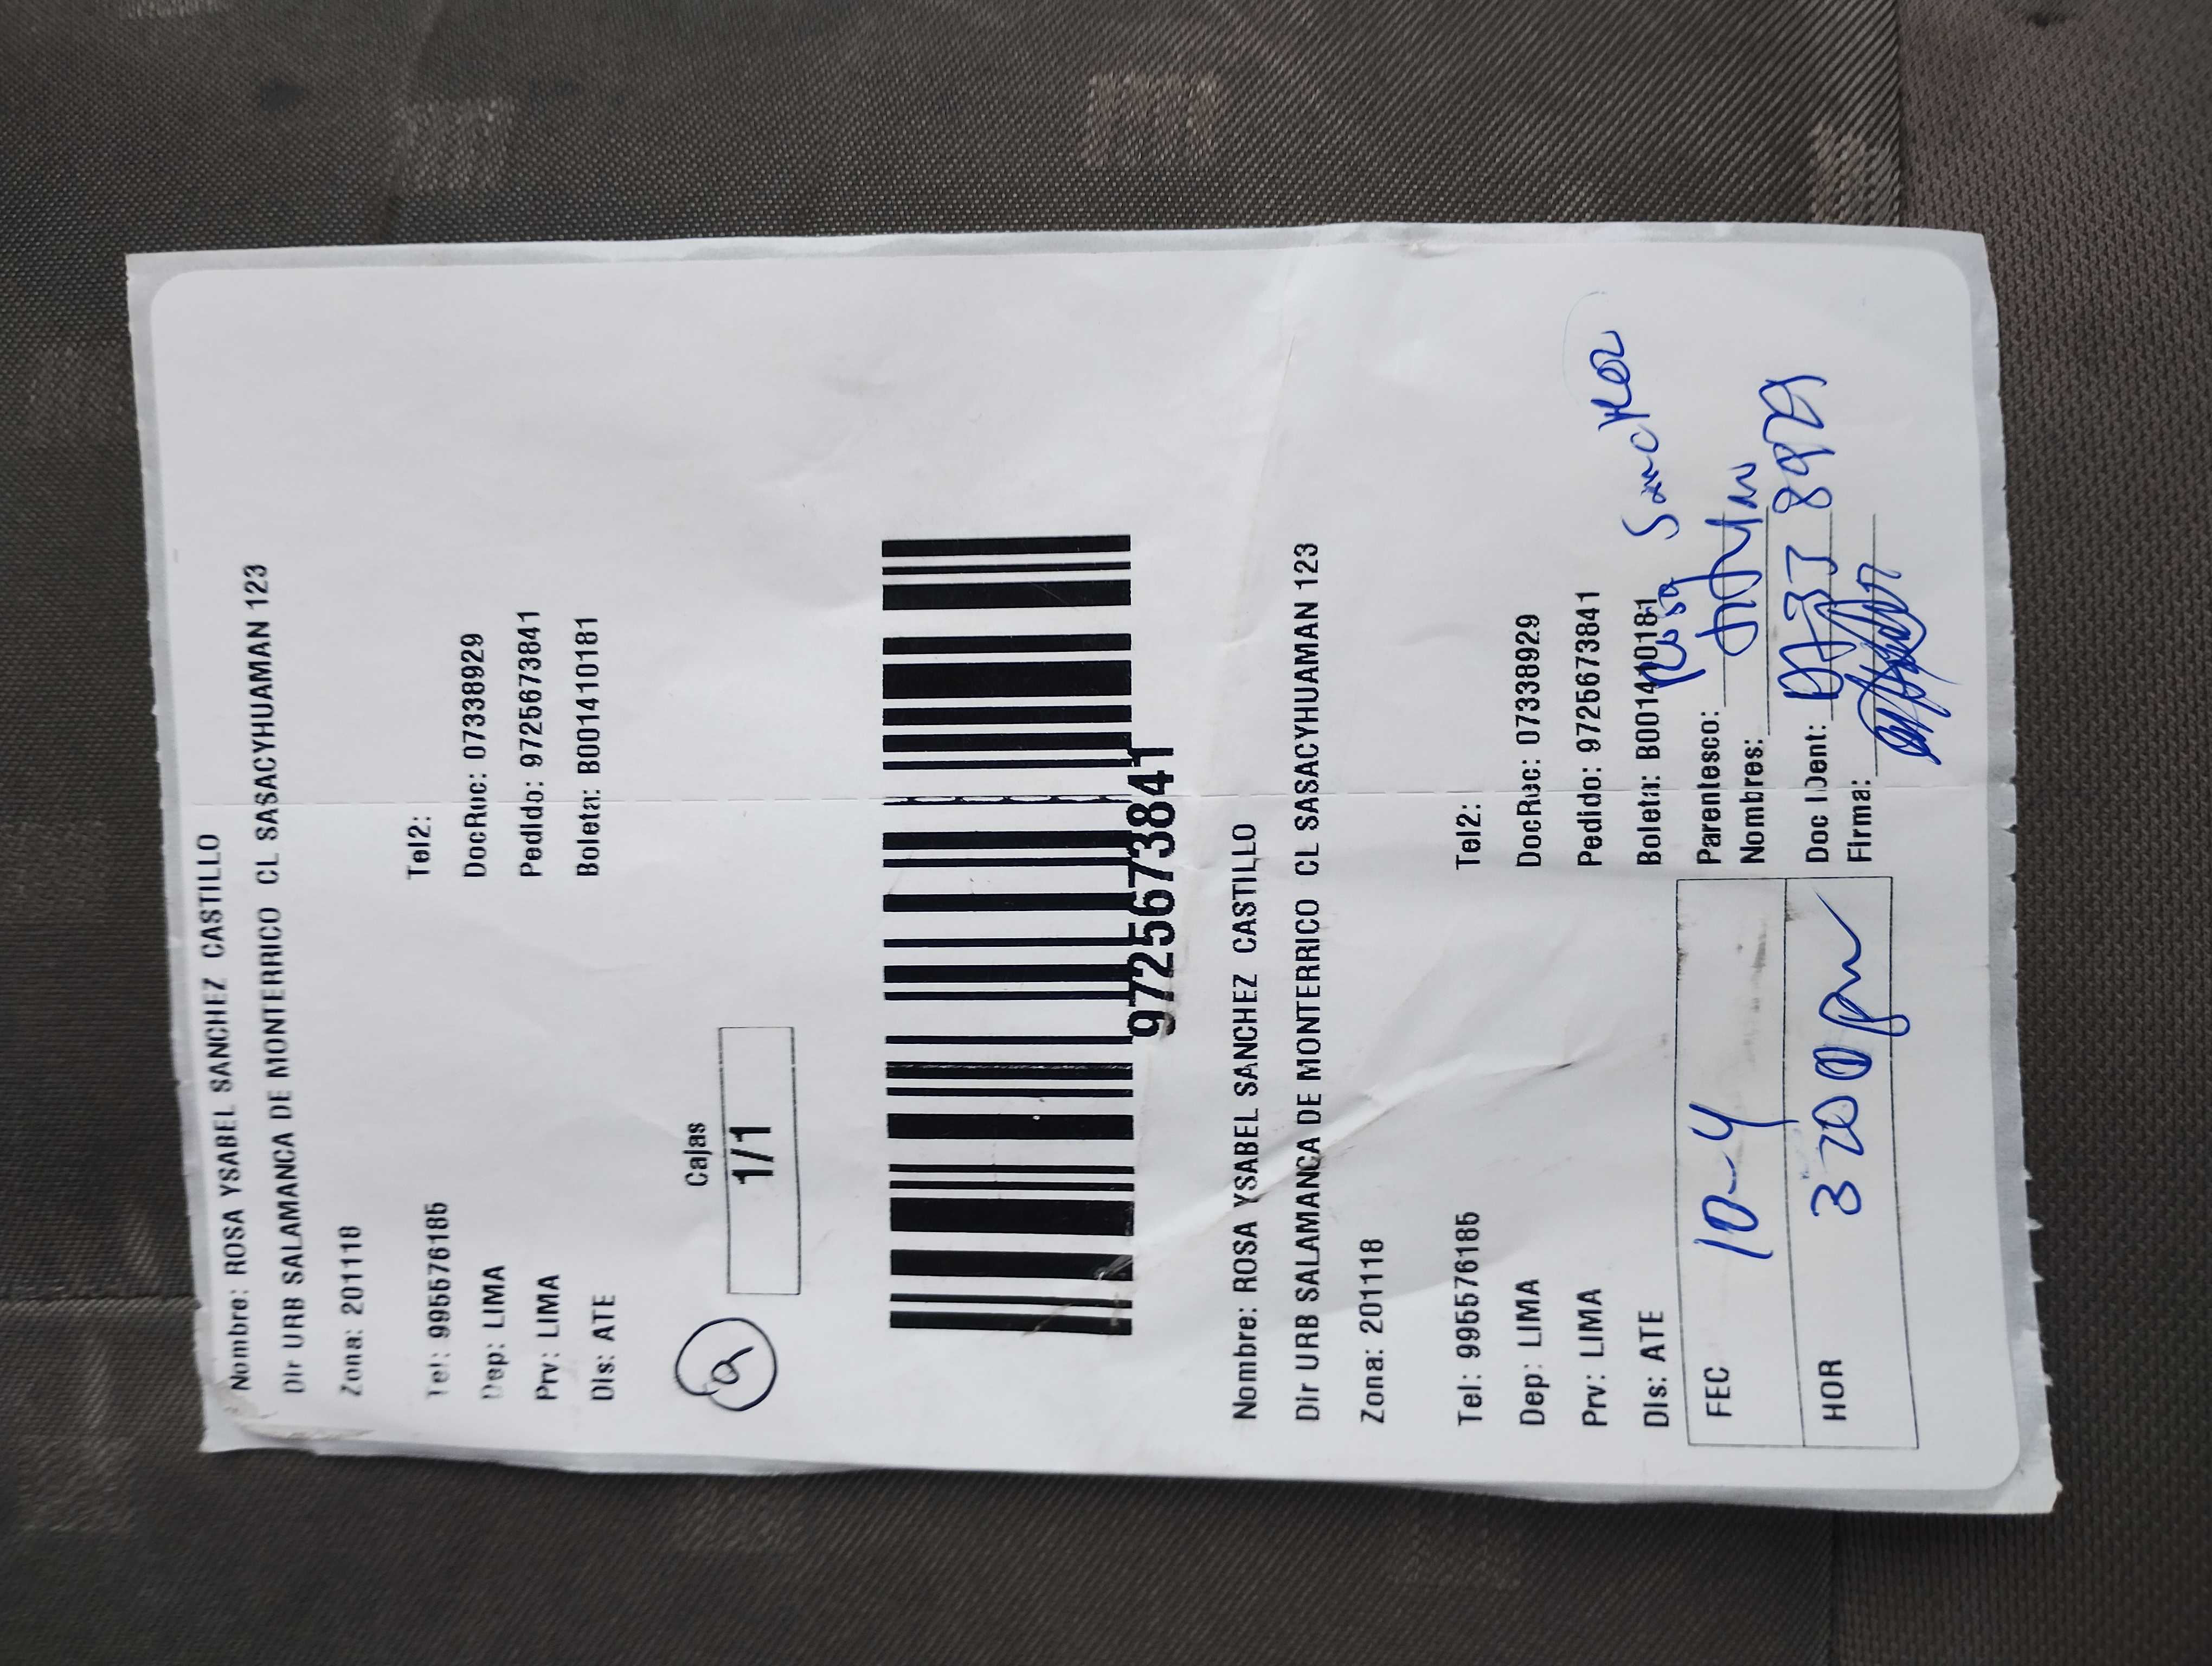 Nombre: ROSA YSABEL SANCHEZ CASTILLO
Dir URB SALAMANCA DE MONTERRICO CL SASACYHUAMAN 123
Zona: 201118
Tel: 995576185 Tel2:
Dep: LIMA DocRuc: 07338929
Prv: LIMA Pedido: 9725673841
Dis: ATE Boleta: B001410181
Cajas
1/1
9725673841
Nombre: ROSA YSABEL SANCHEZ CASTILLO
Dir URB SALAMANCA DE MONTERRICO CL SASACYHUAMAN 123
Zona: 201118
Tel: 995576185 Tel2:
Dep: LIMA DocRuc: 07338929
Prv: LIMA Pedido: 9725673841
Dis: ATE Boleta: B001410181
Rosa Sanchez
FEC 10-4 Parentesco:
Nombres:
HOR 3 20 pm Doc IDent:
Firma: